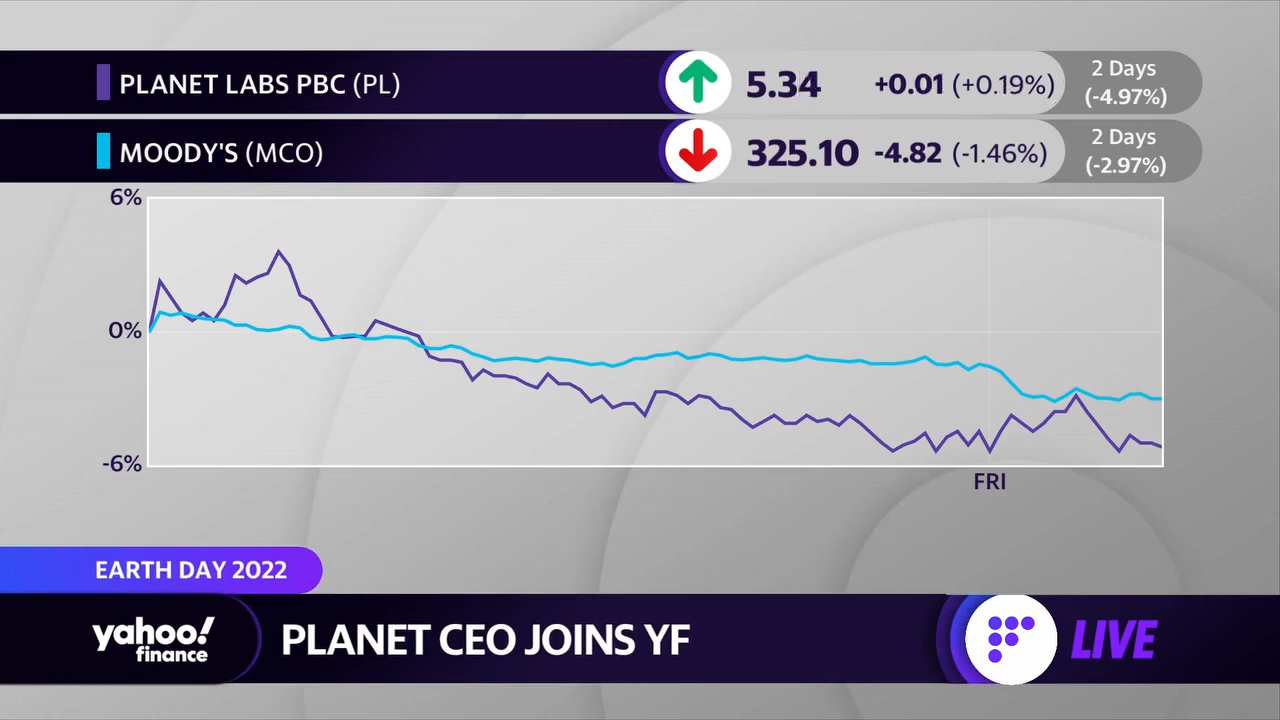 PLANET LABS PBC (PL) 5.34 +0.01 (+0.19%) 2 Days (-4.97%)
MOODY'S (MCO) 325.10 -4.82 (-1.46%) 2 Days (-2.97%)
6%
0%
-6%
FRI
EARTH DAY 2022
yahoo! finance
PLANET CEO JOINS YF
LIVE